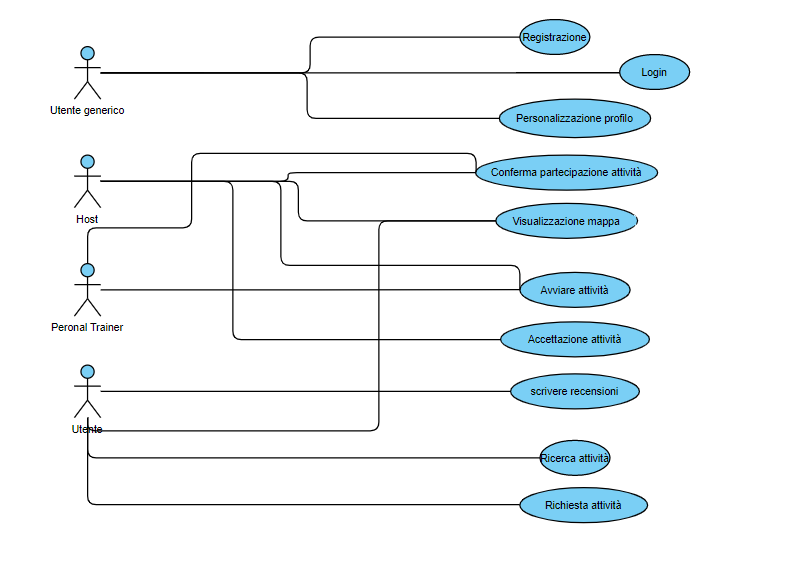 Registrazione
Login
Utente generico
Personalizzazione profilo
Conferma partecipazione attività
Host
Visualizzazione mappa
Avviare attività
Peronal Trainer
Accettazione attività
scrivere recensioni
Utente
Ricerca attività
Richiesta attività